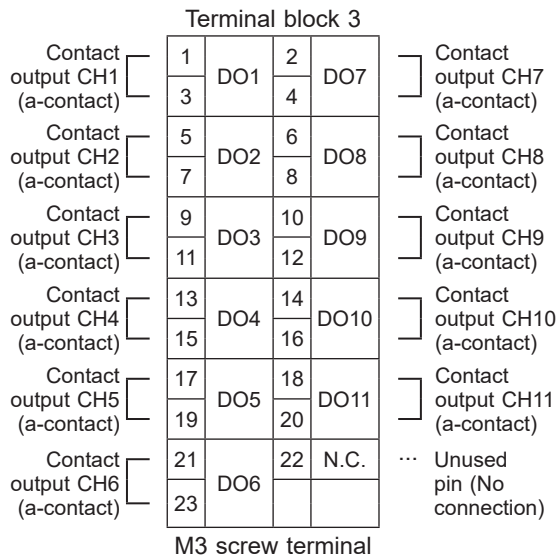 Terminal block 3
Contact
output CH1
(a-contact)
1
3
DO1
2
4
DO7
Contact
output CH7
(a-contact)
Contact
output CH2
(a-contact)
5
7
DO2
6
8
DO8
Contact
output CH8
(a-contact)
Contact
output CH3
(a-contact)
9
11
DO3
10
12
DO9
Contact
output CH9
(a-contact)
Contact
output CH4
(a-contact)
13
15
DO4
14
16
DO10
Contact
output CH10
(a-contact)
Contact
output CH5
(a-contact)
17
19
DO5
18
20
DO11
Contact
output CH11
(a-contact)
Contact
output CH6
(a-contact)
21
23
DO6
22
N.C.
... Unused
pin (No
connection)
M3 screw terminal